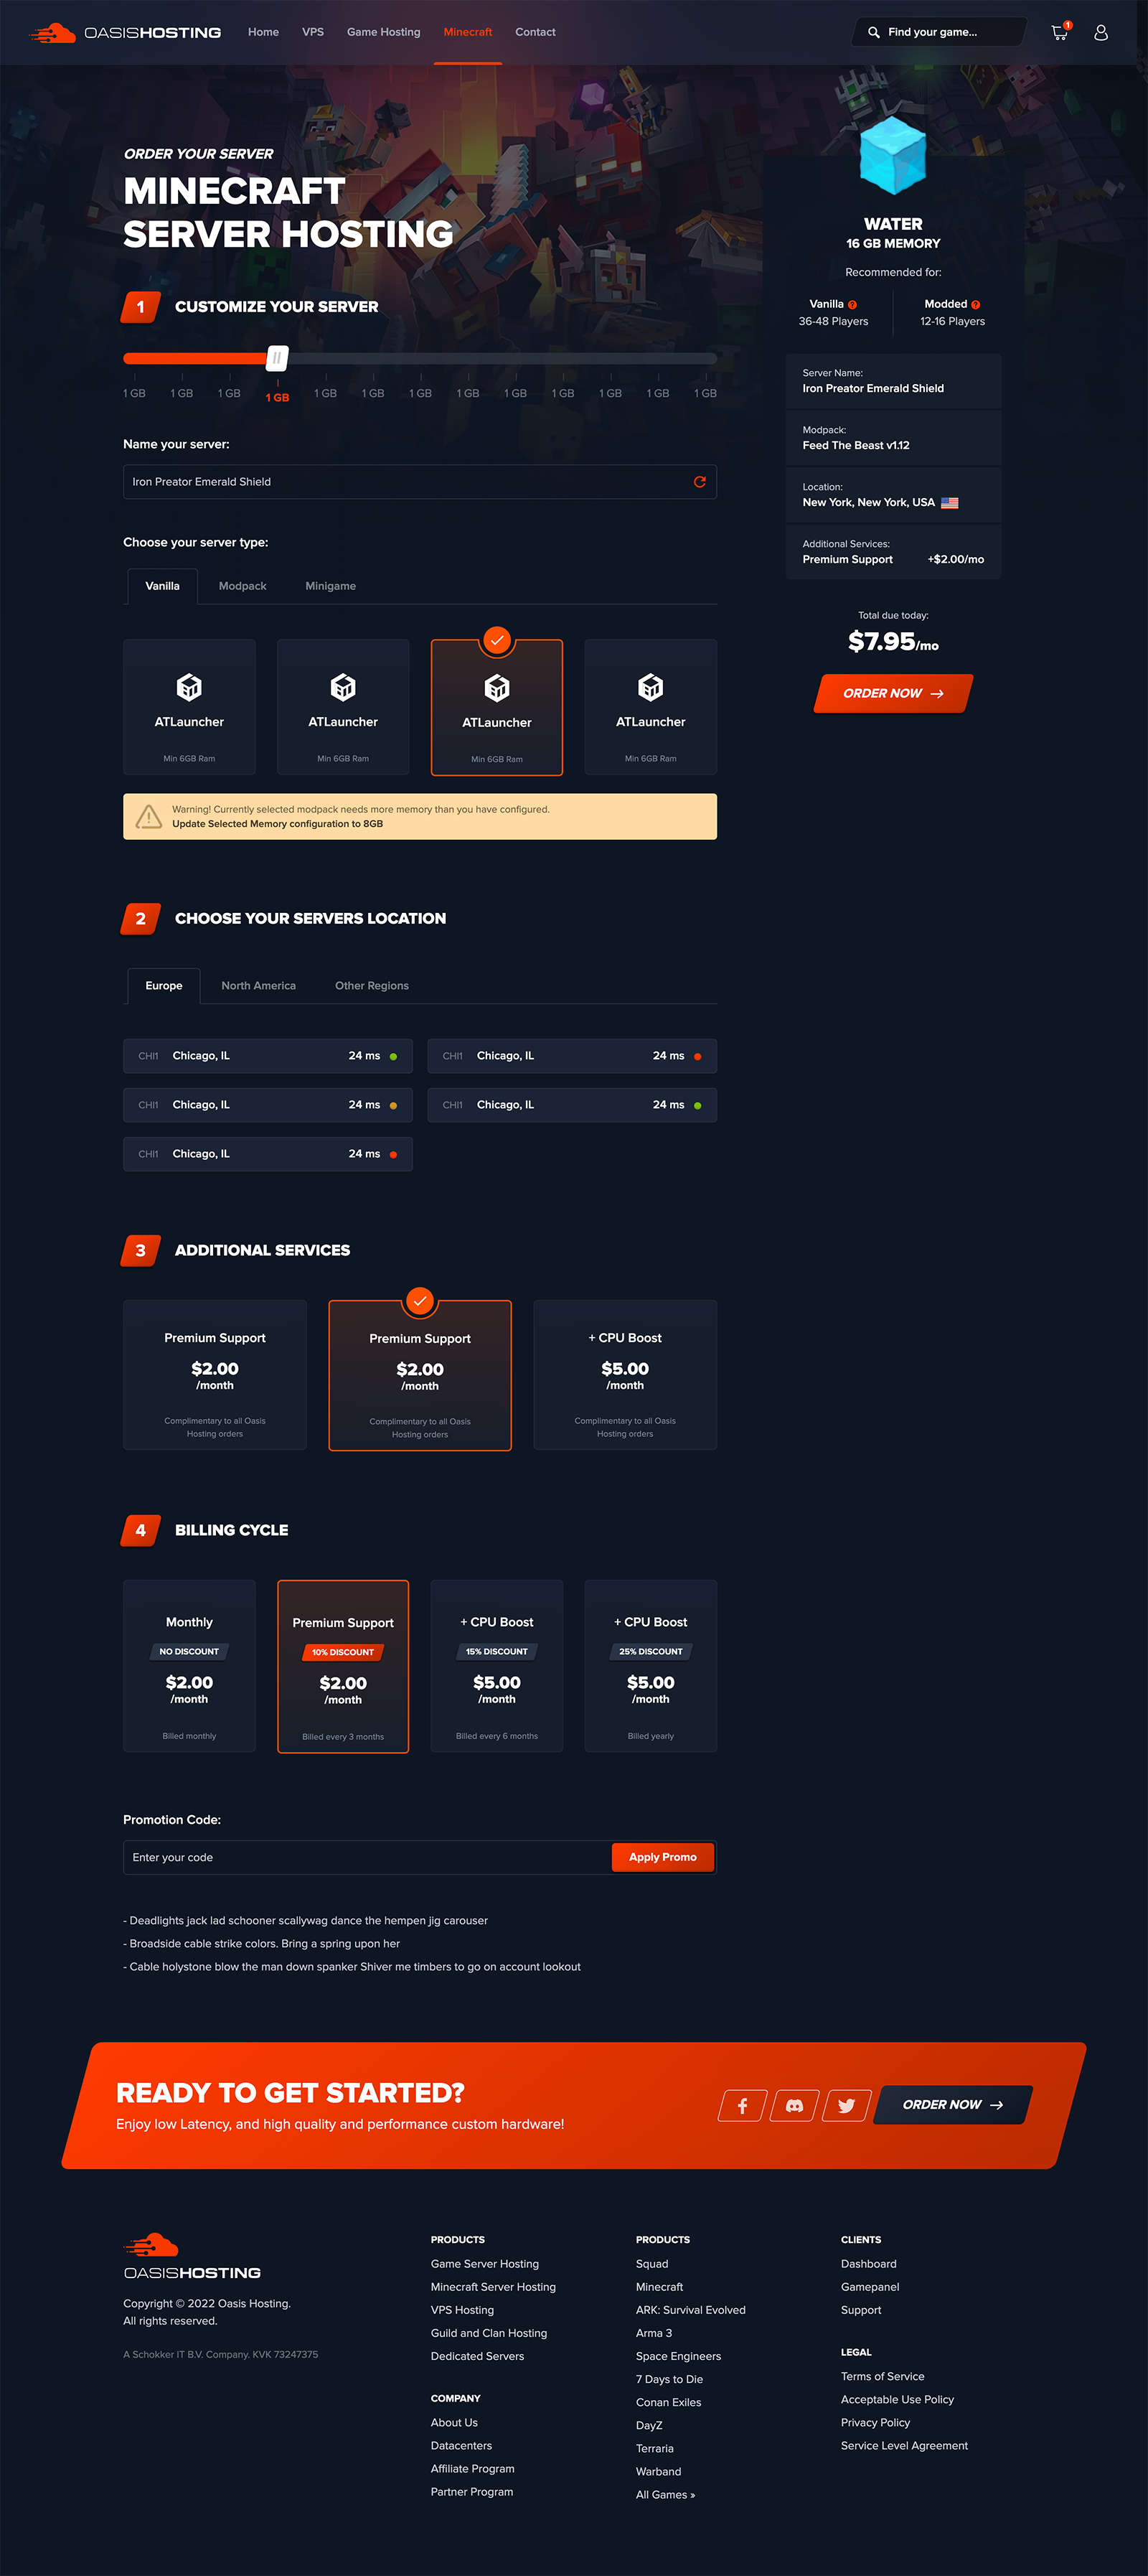 OASISHOSTING
Home
VPS
Game Hosting
Minecraft
Contact
Find your game...
1
ORDER YOUR SERVER
MINECRAFT
SERVER HOSTING
1
CUSTOMIZE YOUR SERVER
1 GB
1 GB
1 GB
1 GB
1 GB
1 GB
1 GB
1 GB
1 GB
1 GB
1 GB
1 GB
1 GB
Name your server:
Iron Preator Emerald Shield
Choose your server type:
Vanilla
Modpack
Minigame
ATLauncher
Min 6GB Ram
ATLauncher
Min 6GB Ram
ATLauncher
Min 6GB Ram
ATLauncher
Min 6GB Ram
Warning! Currently selected modpack needs more memory than you have configured.
Update Selected Memory configuration to 8GB
WATER
16 GB MEMORY
Recommended for:
Vanilla ?
36-48 Players
Modded ?
12-16 Players
Server Name:
Iron Preator Emerald Shield
Modpack:
Feed The Beast v1.12
Location:
New York, New York, USA
Additional Services:
Premium Support +$2.00/mo
Total due today:
$7.95/mo
ORDER NOW →
2
CHOOSE YOUR SERVERS LOCATION
Europe
North America
Other Regions
CHI1 Chicago, IL 24 ms
CHI1 Chicago, IL 24 ms
CHI1 Chicago, IL 24 ms
CHI1 Chicago, IL 24 ms
CHI1 Chicago, IL 24 ms
3
ADDITIONAL SERVICES
Premium Support
$2.00
/month
Complimentary to all Oasis
Hosting orders
Premium Support
$2.00
/month
Complimentary to all Oasis
Hosting orders
+ CPU Boost
$5.00
/month
Complimentary to all Oasis
Hosting orders
4
BILLING CYCLE
Monthly
NO DISCOUNT
$2.00
/month
Billed monthly
Premium Support
10% DISCOUNT
$2.00
/month
Billed every 3 months
+ CPU Boost
15% DISCOUNT
$5.00
/month
Billed every 6 months
+ CPU Boost
25% DISCOUNT
$5.00
/month
Billed yearly
Promotion Code:
Enter your code
Apply Promo
- Deadlights jack lad schooner scallywag dance the hempen jig carouser
- Broadside cable strike colors. Bring a spring upon her
- Cable holystone blow the man down spanker Shiver me timbers to go on account lookout
READY TO GET STARTED?
Enjoy low Latency, and high quality and performance custom hardware!
ORDER NOW →
OASISHOSTING
Copyright © 2022 Oasis Hosting.
All rights reserved.
A Schokker IT B.V. Company. KVK 73247375
PRODUCTS
Game Server Hosting
Minecraft Server Hosting
VPS Hosting
Guild and Clan Hosting
Dedicated Servers
COMPANY
About Us
Datacenters
Affiliate Program
Partner Program
PRODUCTS
Squad
Minecraft
ARK: Survival Evolved
Arma 3
Space Engineers
7 Days to Die
Conan Exiles
DayZ
Terraria
Warband
All Games »
CLIENTS
Dashboard
Gamepanel
Support
LEGAL
Terms of Service
Acceptable Use Policy
Privacy Policy
Service Level Agreement